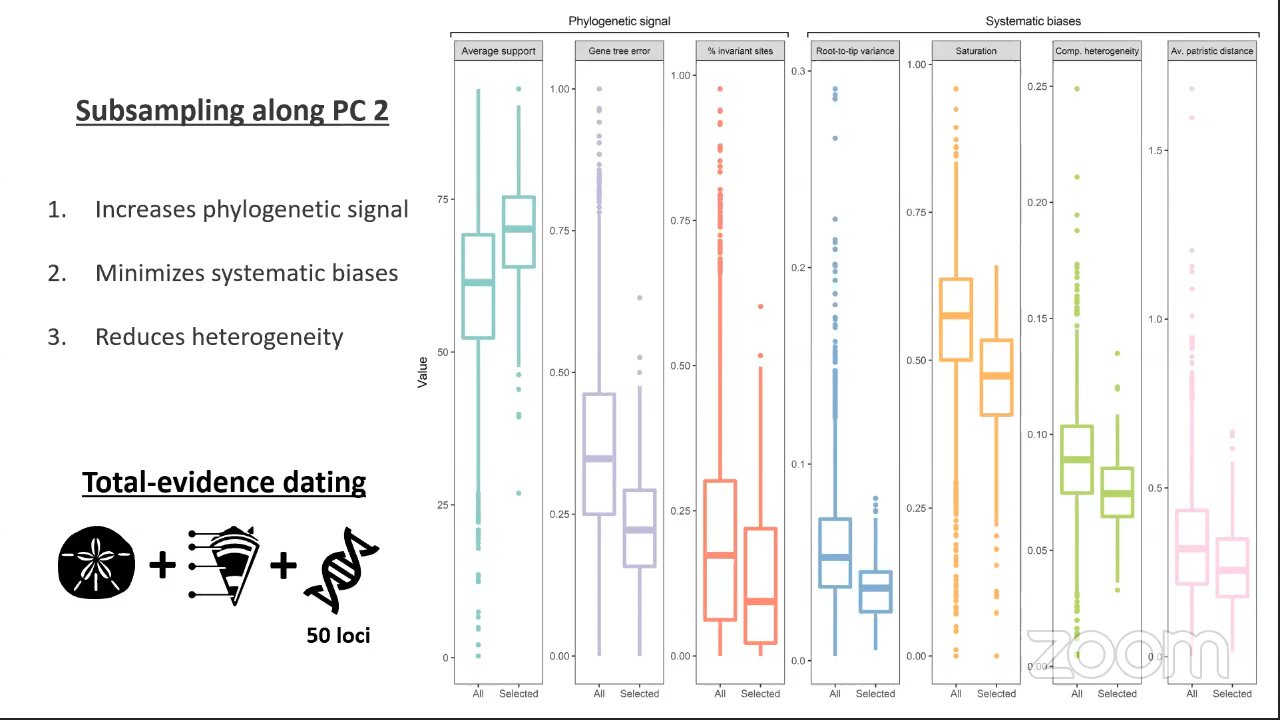 Subsampling along PC 2
1. Increases phylogenetic signal
2. Minimizes systematic biases
3. Reduces heterogeneity
Total-evidence dating
+ +
50 loci
Phylogenetic signal
Systematic biases
Value
Average support
75
50
25
0
All Selected
Gene tree error
1.00
0.75
0.50
0.25
0.00
All Selected
% invariant sites
1.00
0.75
0.50
0.25
0.00
All Selected
Root-to-tip variance
0.3
0.2
0.1
0.0
All Selected
Saturation
1.00
0.75
0.50
0.25
0.00
All Selected
Comp. heterogeneity
0.25
0.20
0.15
0.10
0.05
0.00
All Selected
Av. patristic distance
1.5
1.0
0.5
0.0
All Selected
zoom